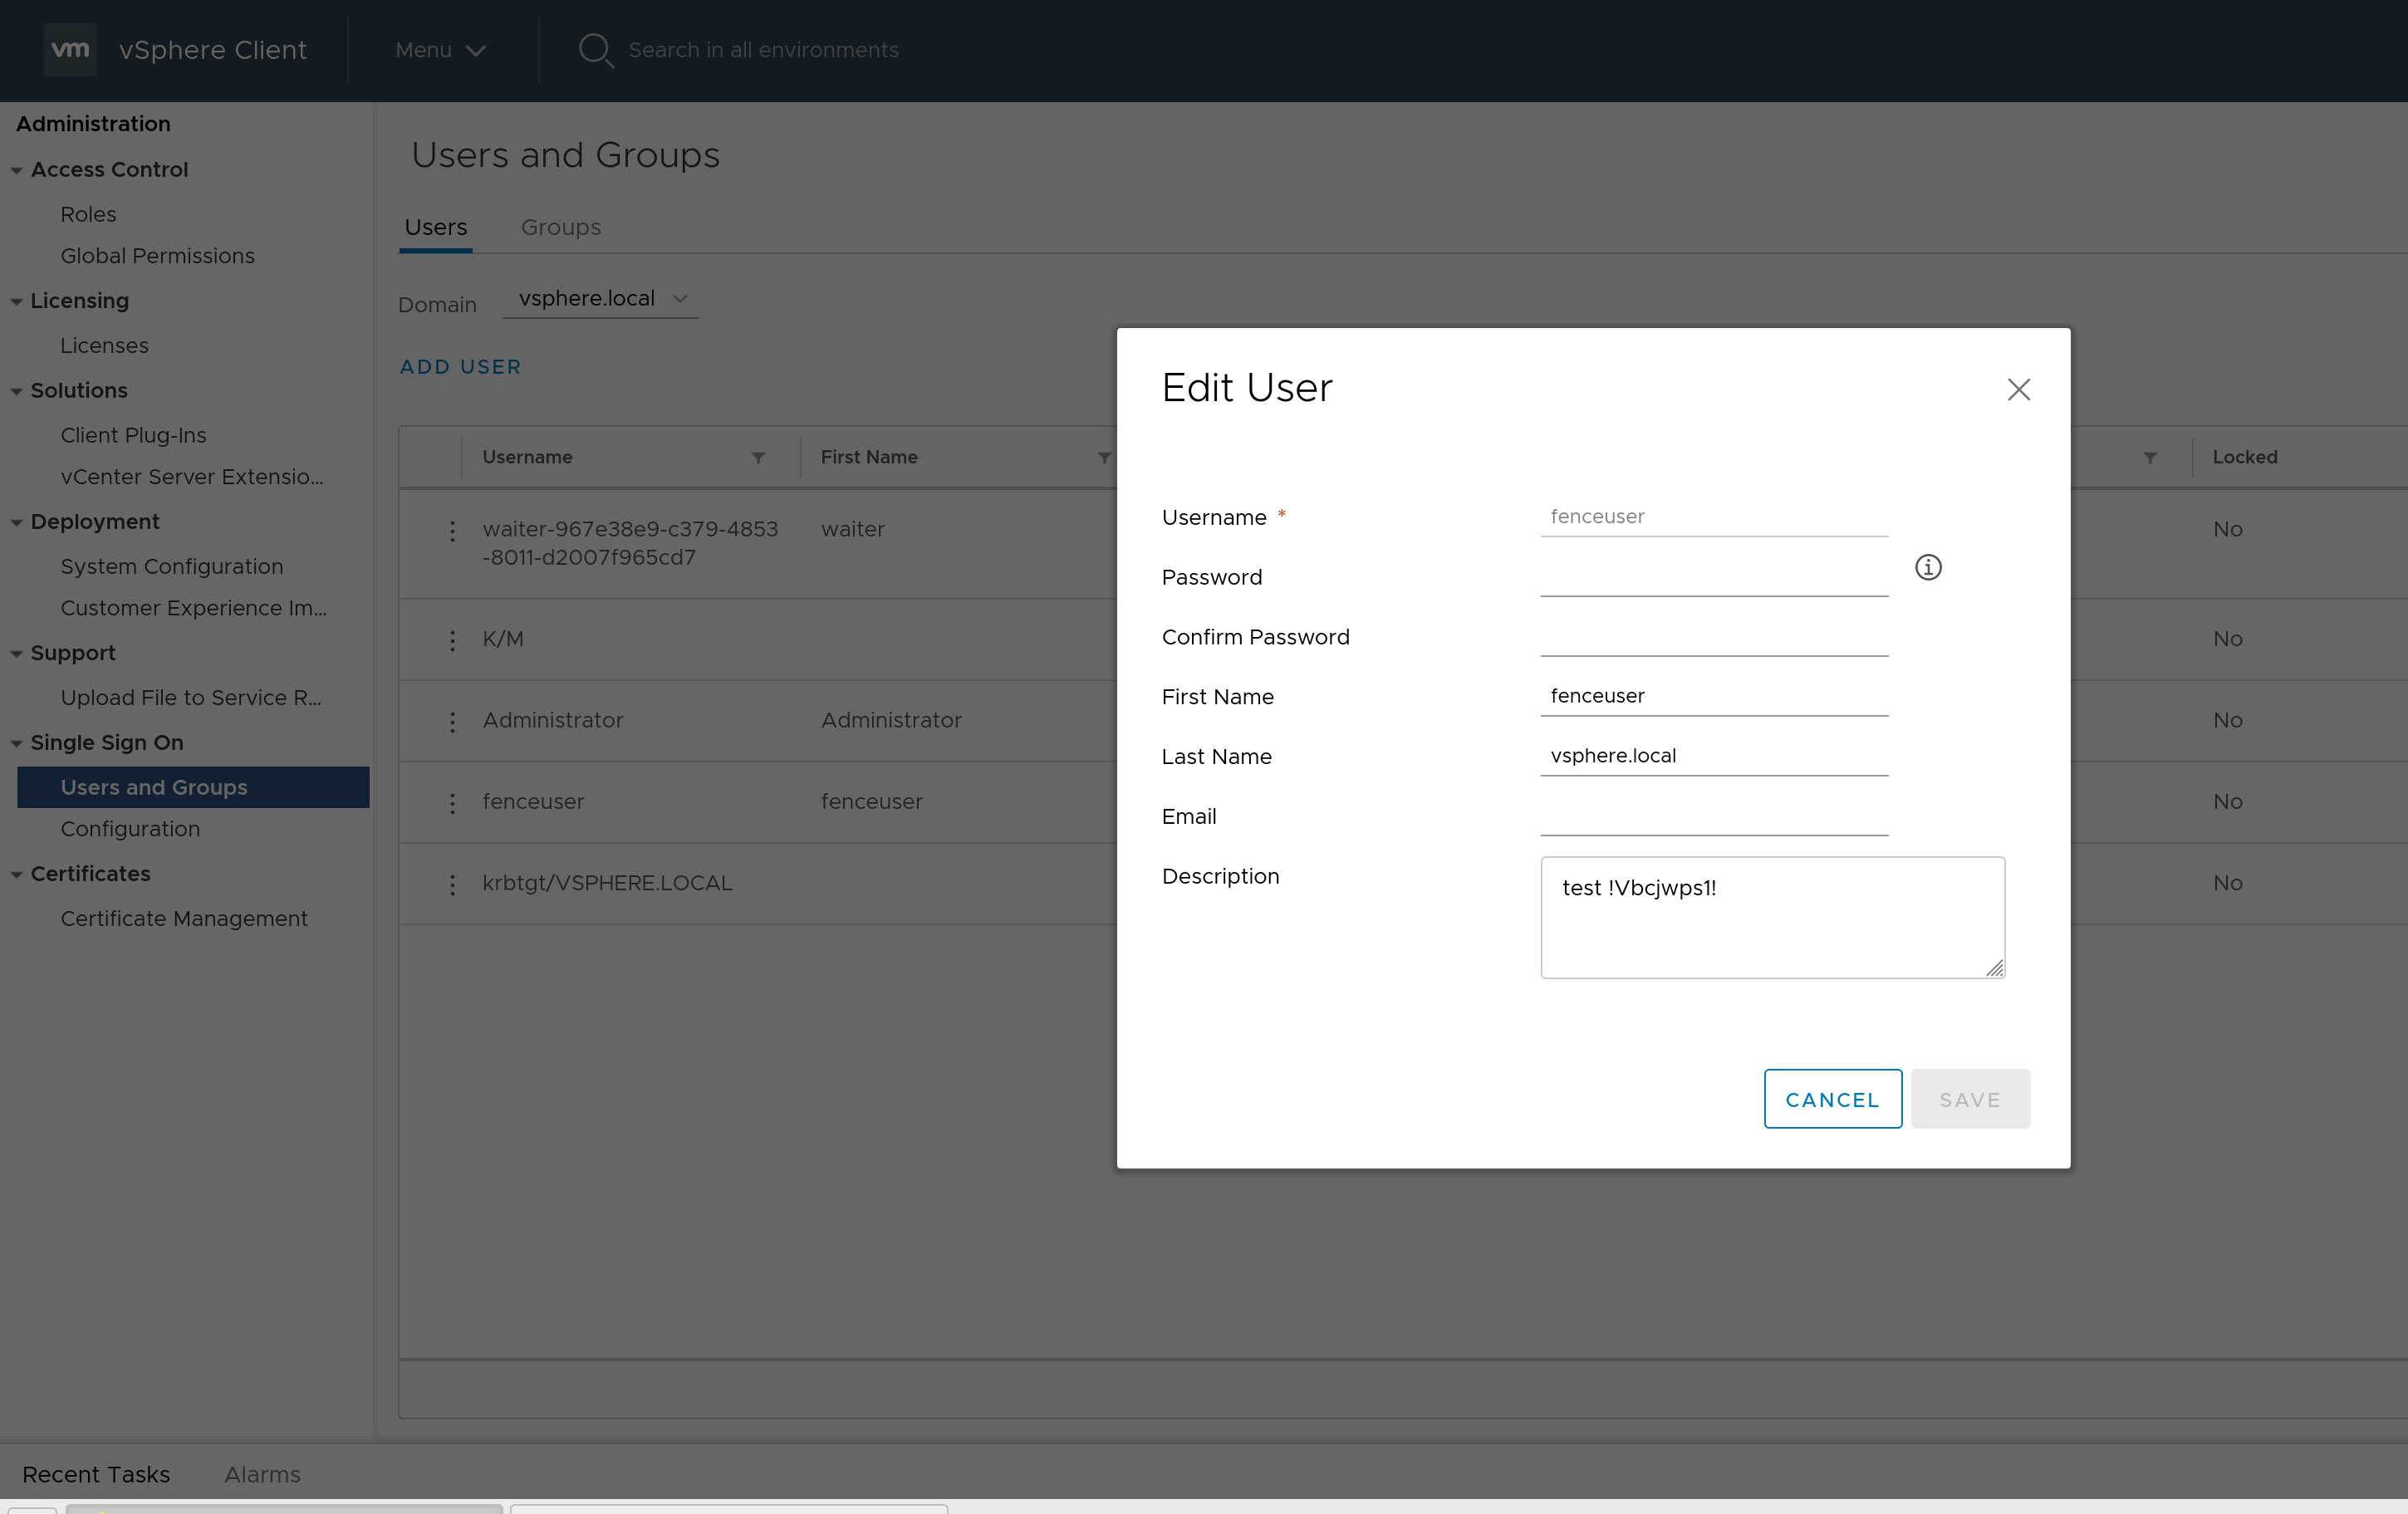 vm vSphere Client Menu Search in all environments
Administration
Access Control
Roles
Global Permissions
Licensing
Licenses
Solutions
Client Plug-Ins
vCenter Server Extensio...
Deployment
System Configuration
Customer Experience Im...
Support
Upload File to Service R...
Single Sign On
Users and Groups
Configuration
Certificates
Certificate Management
Users and Groups
Users Groups
Domain vsphere.local
ADD USER
Username First Name Locked
waiter-967e38e9-c379-4853
-8011-d2007f965cd7 waiter No
K/M No
Administrator Administrator No
fenceuser fenceuser No
krbtgt/VSPHERE.LOCAL No
Edit User
Username * fenceuser
Password
Confirm Password
First Name fenceuser
Last Name vsphere.local
Email
Description test !Vbcjwps1!
CANCEL SAVE
Recent Tasks Alarms